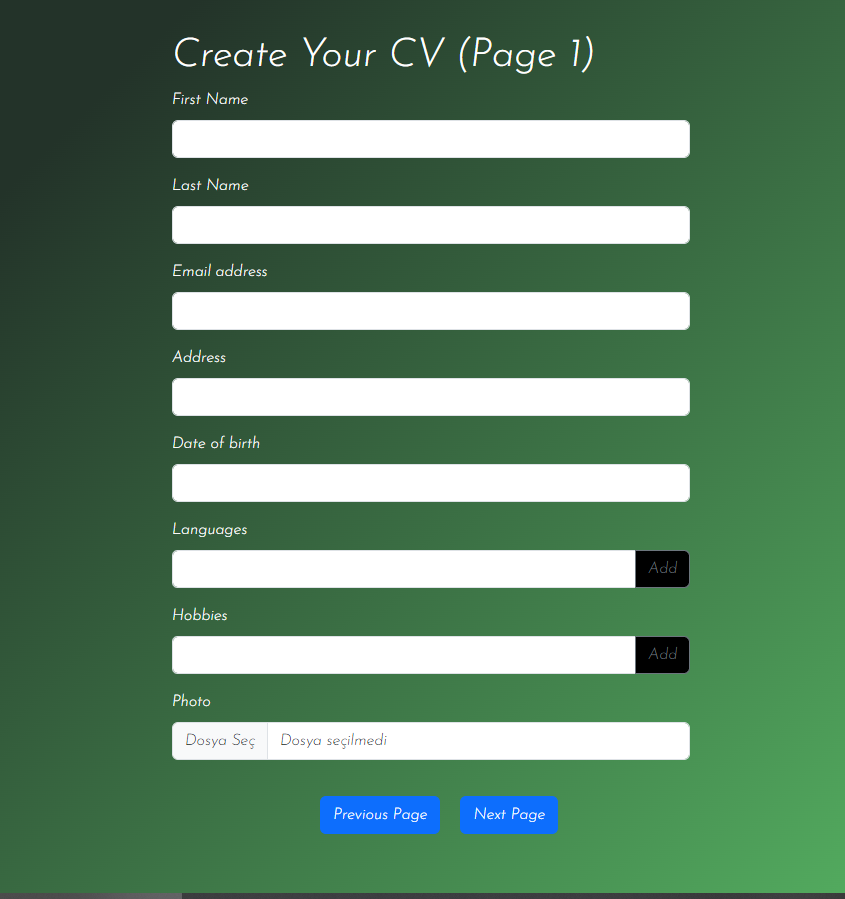 Create Your CV (Page 1)
First Name
Last Name
Email address
Address
Date of birth
Languages
Add
Hobbies
Add
Photo
Dosya Seç Dosya seçilmedi
Previous Page Next Page